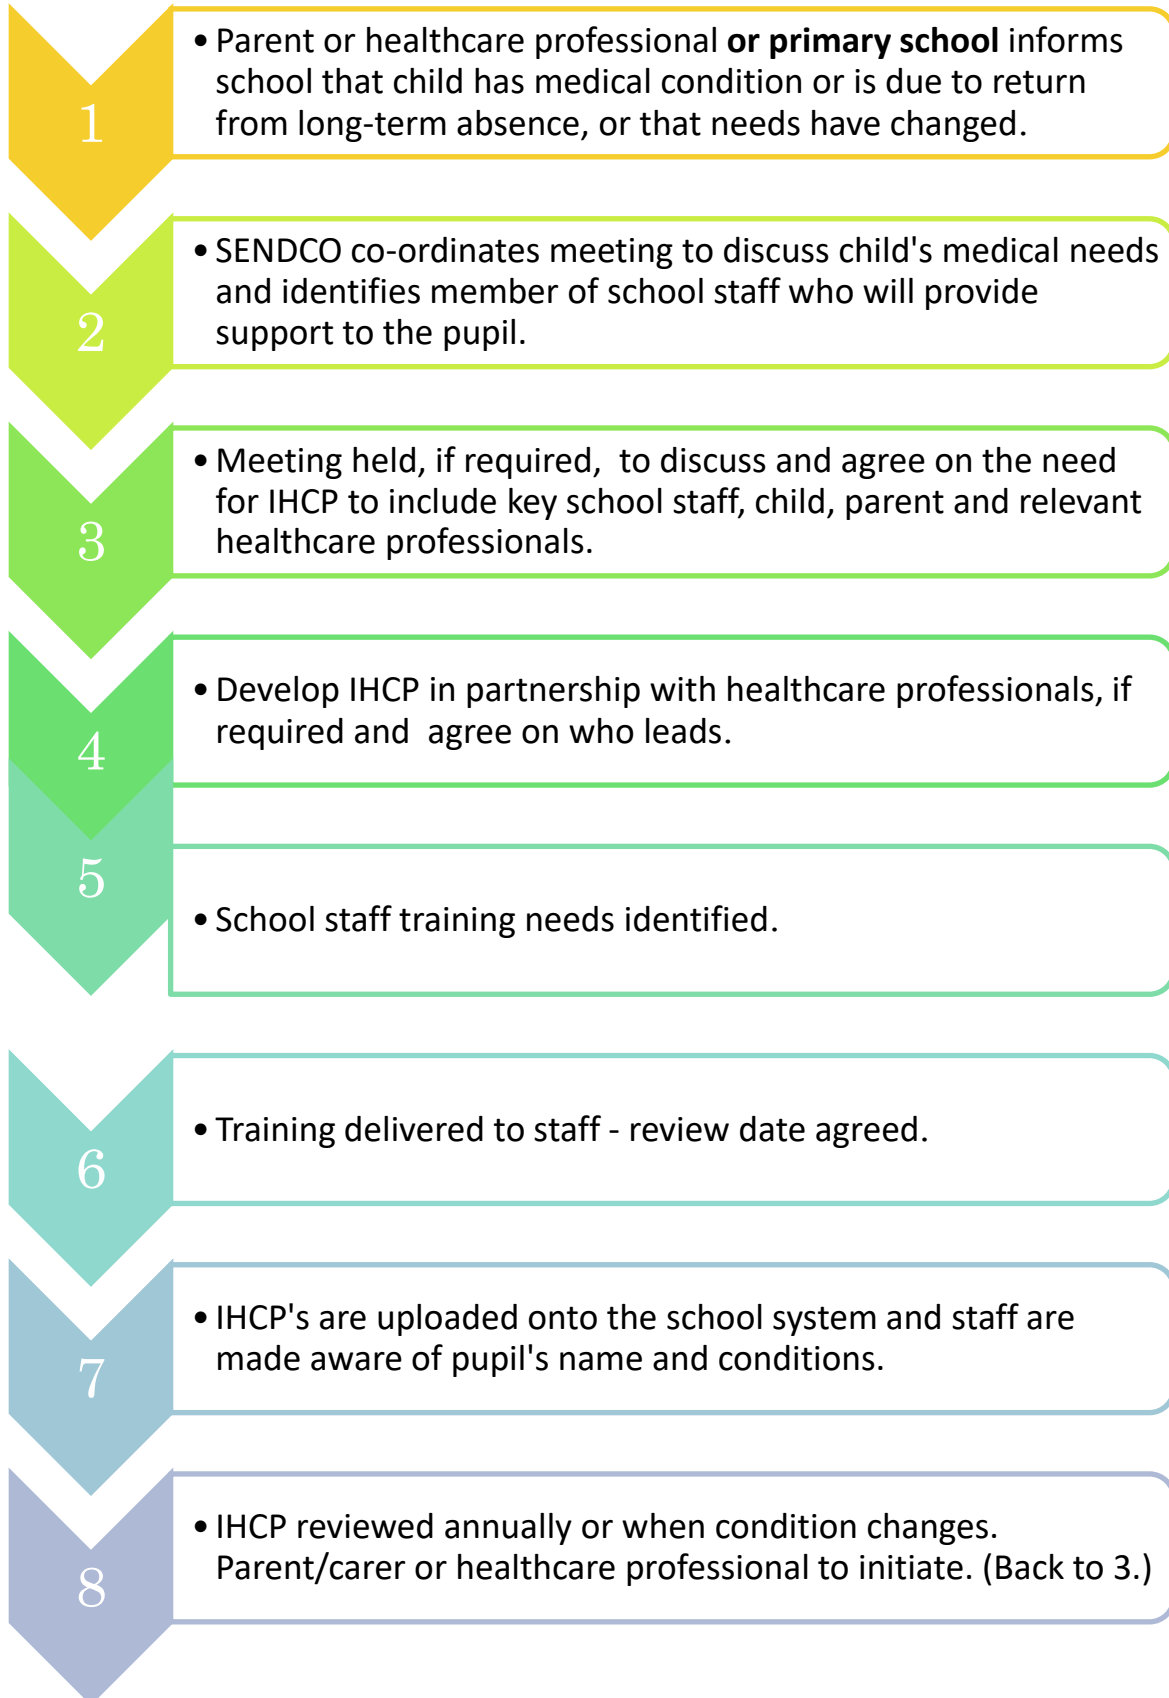 1
• Parent or healthcare professional or primary school informs
school that child has medical condition or is due to return
from long-term absence, or that needs have changed.
2
• SENDCO co-ordinates meeting to discuss child's medical needs
and identifies member of school staff who will provide
support to the pupil.
3
• Meeting held, if required,  to discuss and agree on the need
for IHCP to include key school staff, child, parent and relevant
healthcare professionals.
4
• Develop IHCP in partnership with healthcare professionals, if
required and  agree on who leads.
5
• School staff training needs identified.
6
• Training delivered to staff - review date agreed.
7
• IHCP's are uploaded onto the school system and staff are
made aware of pupil's name and conditions.
8
• IHCP reviewed annually or when condition changes.
Parent/carer or healthcare professional to initiate. (Back to 3.)